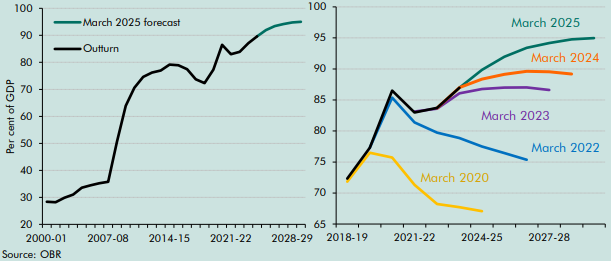 100
90
80
70
60
50
40
30
20
Per cent of GDP
March 2025 forecast
Outturn
2000-01
2007-08
2014-15
2021-22
2028-29
100
95
90
85
80
75
70
65
March 2025
March 2024
March 2023
March 2022
March 2020
2018-19
2021-22
2024-25
2027-28
Source: OBR